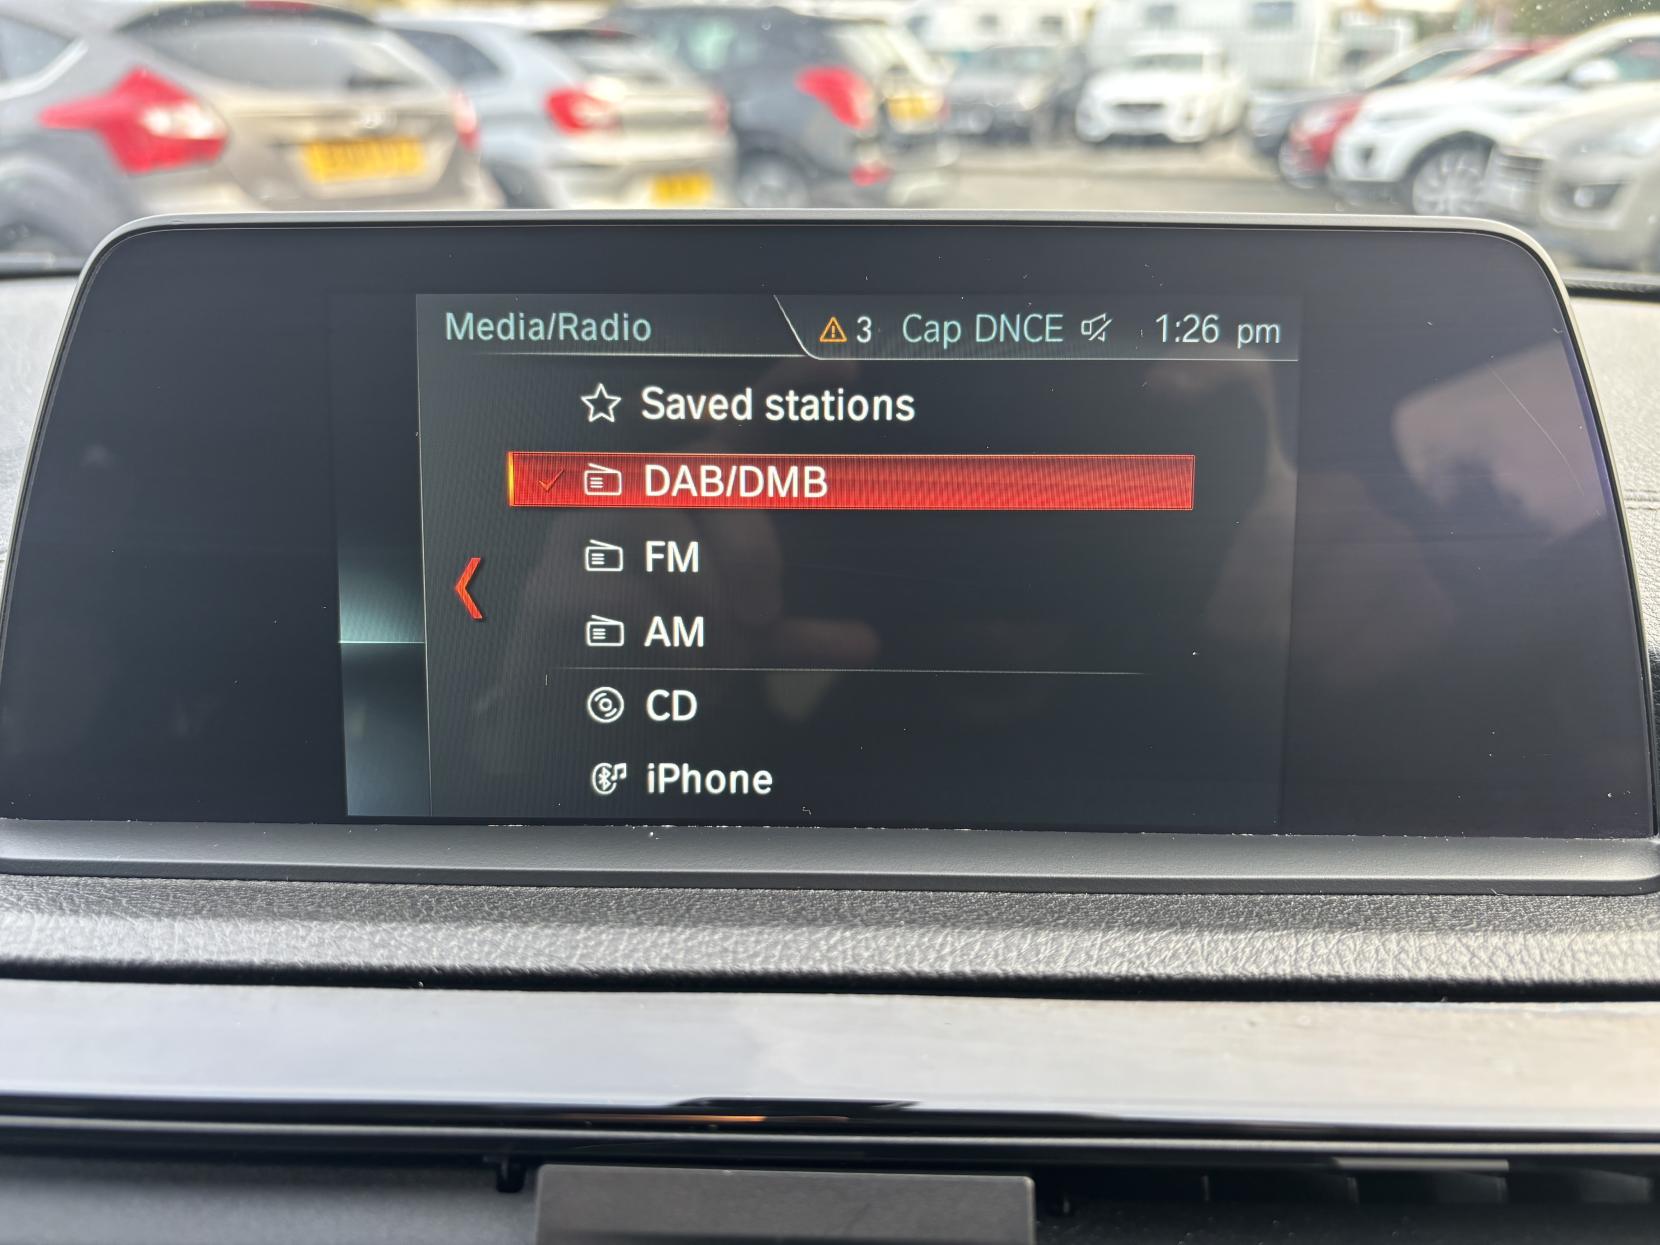 Media/Radio 3 Cap DNCE 1:26 pm
Saved stations
DAB/DMB
FM
AM
CD
iPhone